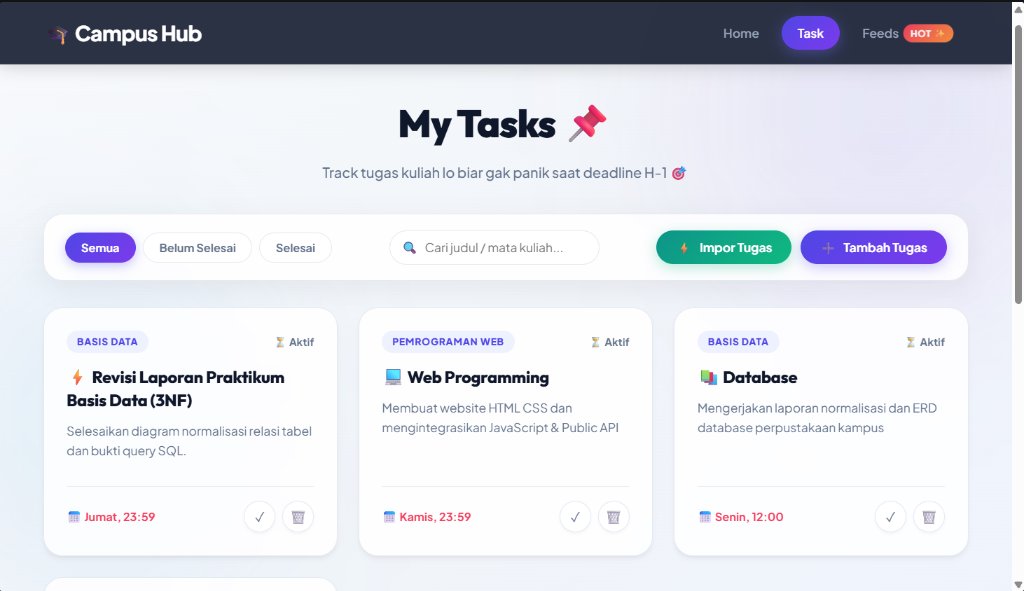 Campus Hub
Home
Task
Feeds HOT ✨
My Tasks 📌
Track tugas kuliah lo biar gak panik saat deadline H-1 🎯
Semua
Belum Selesai
Selesai
🔍 Cari judul / mata kuliah...
⚡ Impor Tugas
➕ Tambah Tugas
BASIS DATA
⏳ Aktif
⚡ Revisi Laporan Praktikum
Basis Data (3NF)
Selesaikan diagram normalisasi relasi tabel
dan bukti query SQL.
Jumat, 23:59
✓
PEMROGRAMAN WEB
⏳ Aktif
💻 Web Programming
Membuat website HTML CSS dan
mengintegrasikan JavaScript & Public API
Kamis, 23:59
✓
BASIS DATA
⏳ Aktif
📚 Database
Mengerjakan laporan normalisasi dan ERD
database perpustakaan kampus
Senin, 12:00
✓